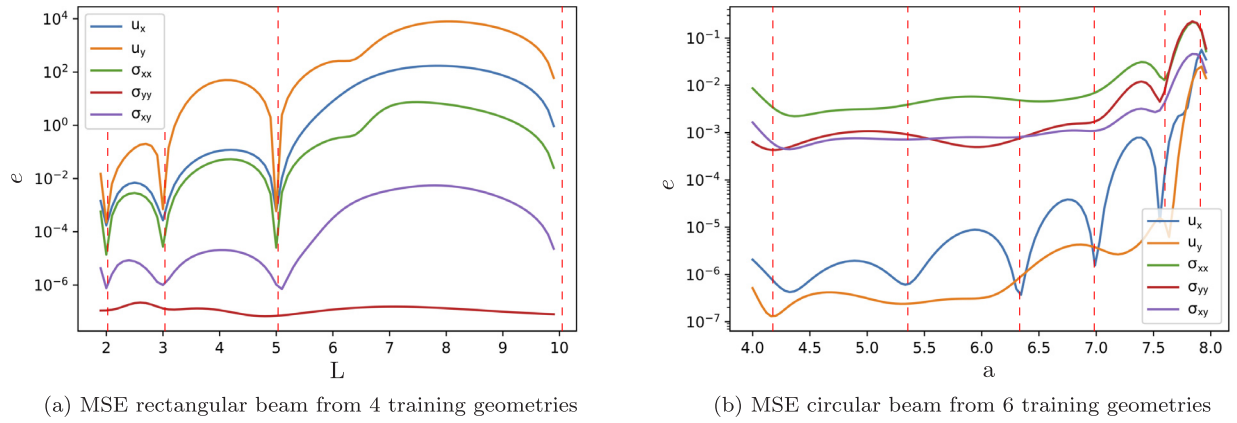 10⁴
10²
10⁰
10⁻²
10⁻⁴
10⁻⁶
e
uₓ
u_y
σₓₓ
σ_yy
σ_xy
2 3 4 5 6 7 8 9 10
L
(a) MSE rectangular beam from 4 training geometries
10⁻¹
10⁻²
10⁻³
10⁻⁴
10⁻⁵
10⁻⁶
10⁻⁷
e
uₓ
u_y
σₓₓ
σ_yy
σ_xy
4.0 4.5 5.0 5.5 6.0 6.5 7.0 7.5 8.0
a
(b) MSE circular beam from 6 training geometries